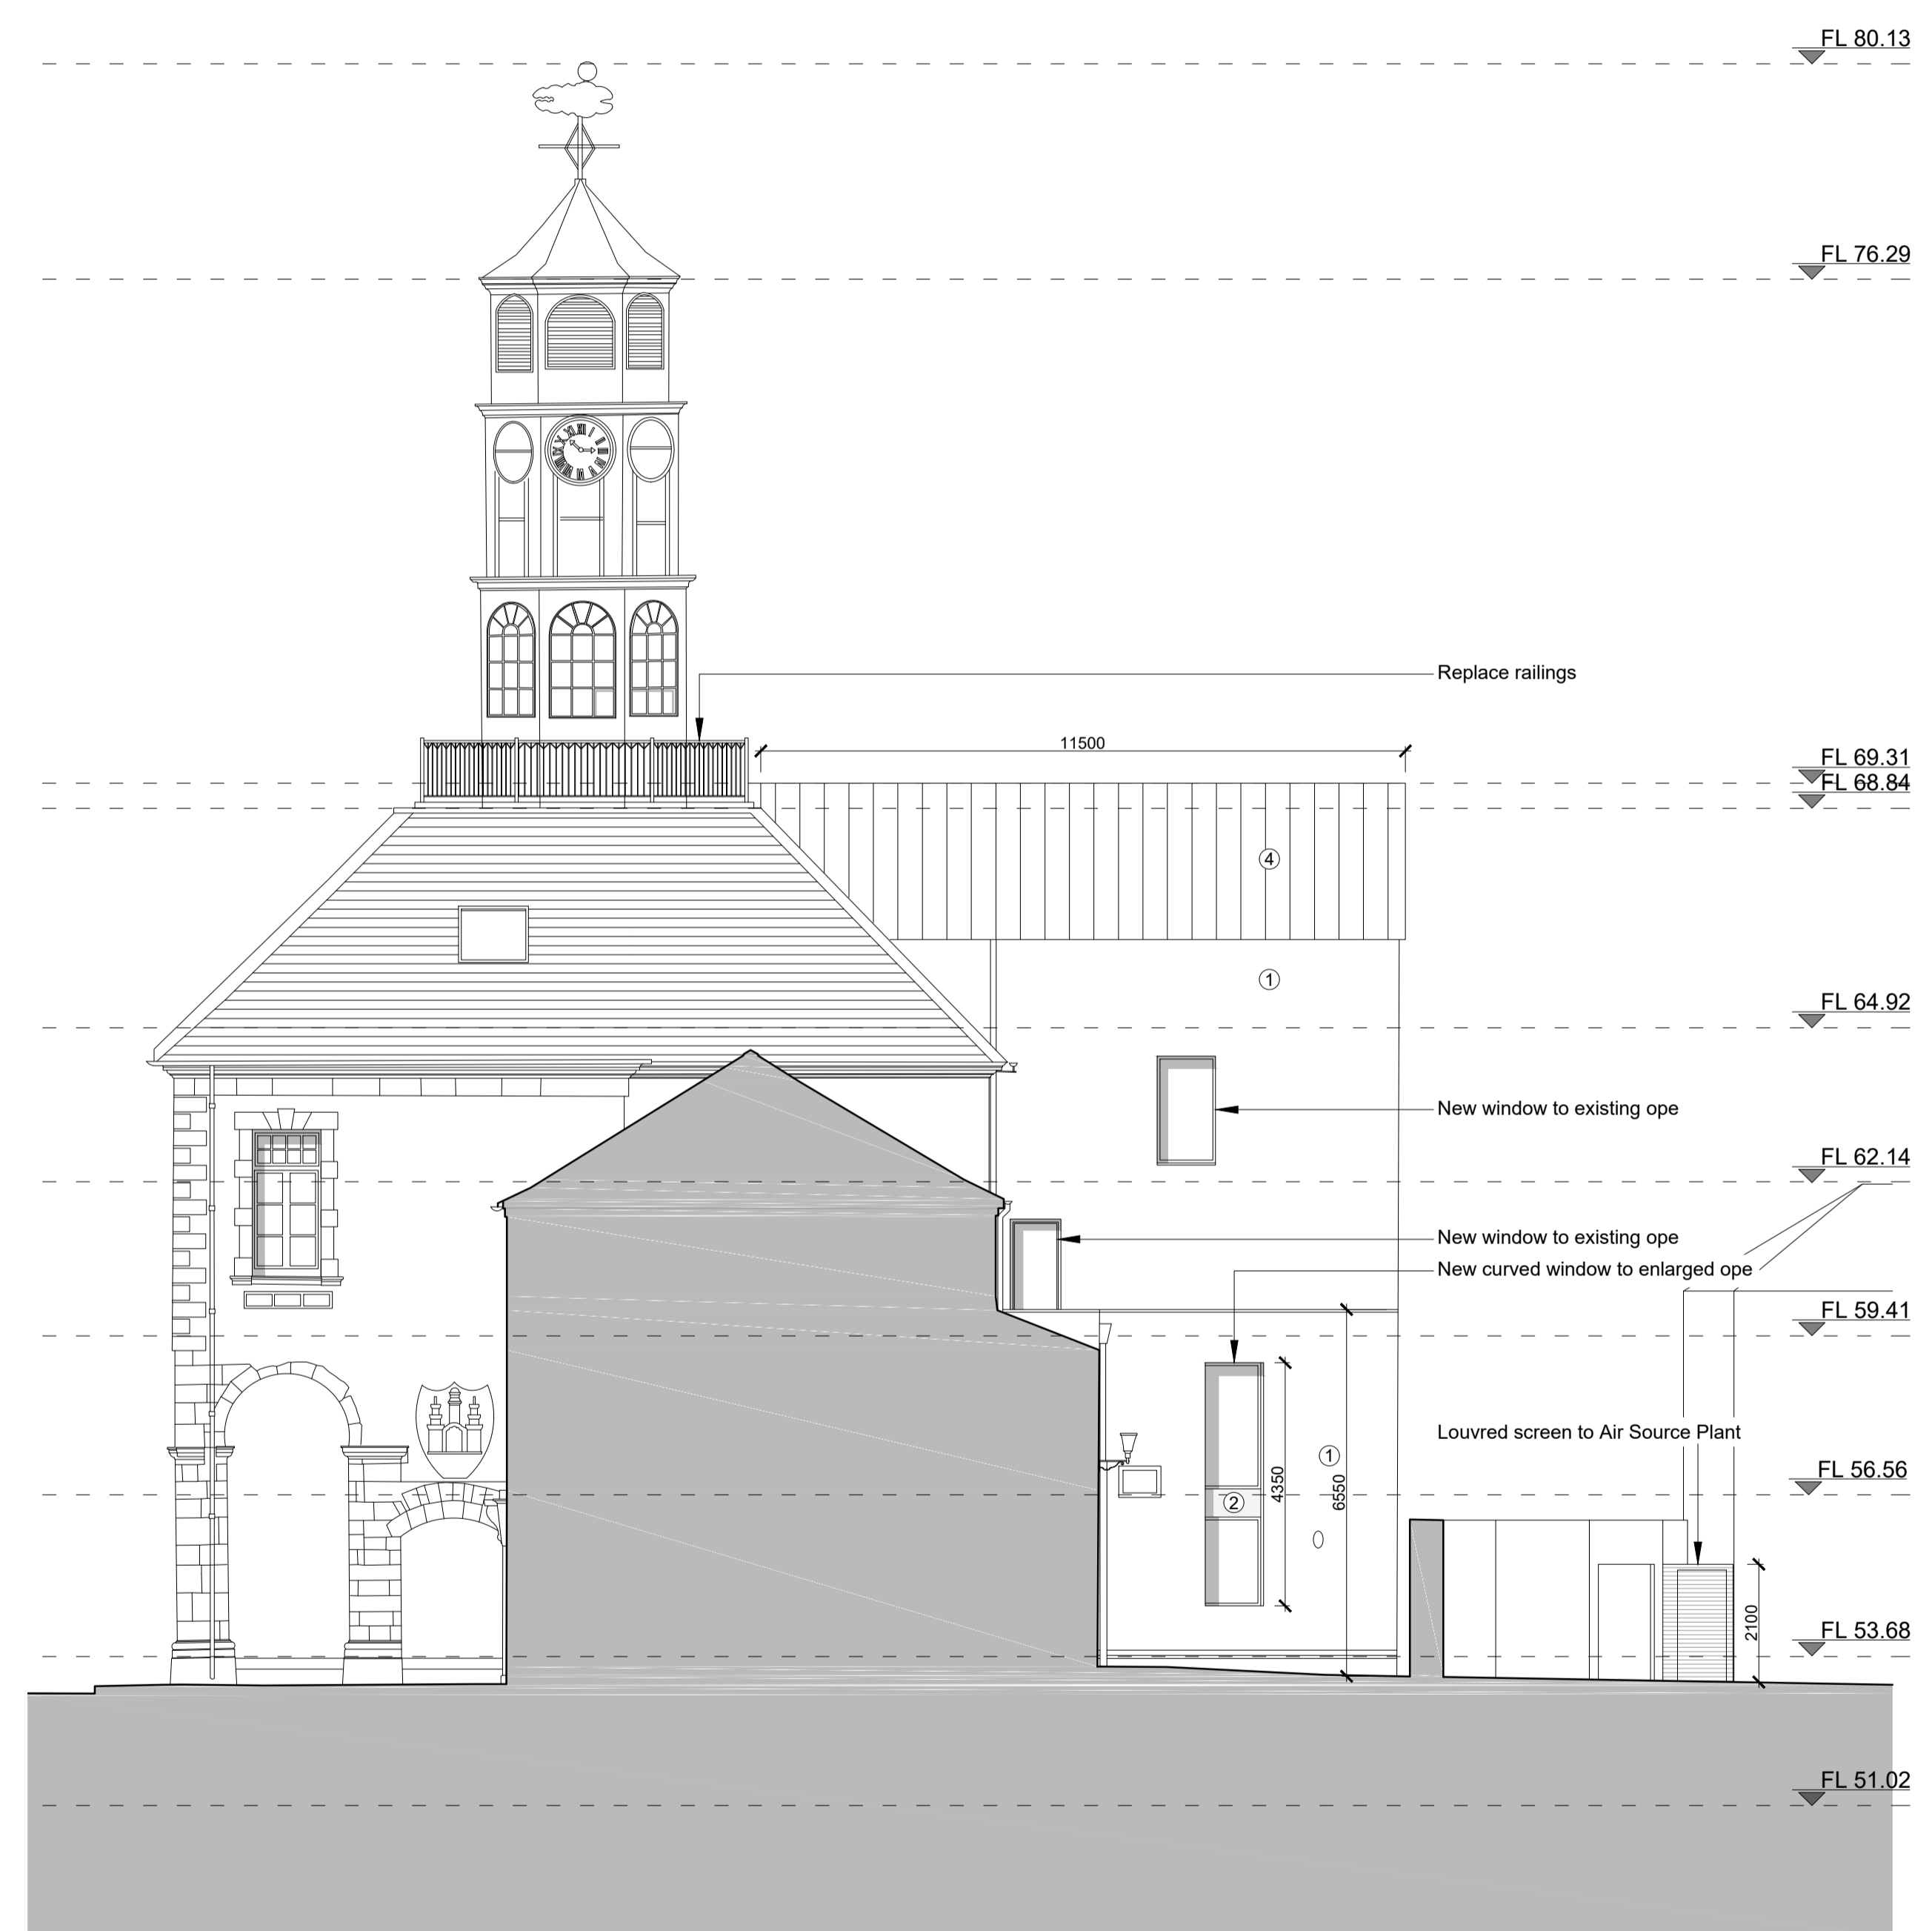 FL 80.13
FL 76.29
Replace railings
11500
FL 69.31
FL 68.84
4
1
FL 64.92
New window to existing ope
FL 62.14
New window to existing ope
New curved window to enlarged ope
FL 59.41
Louvred screen to Air Source Plant
1
FL 56.56
4350
6550
2
2100
FL 53.68
FL 51.02